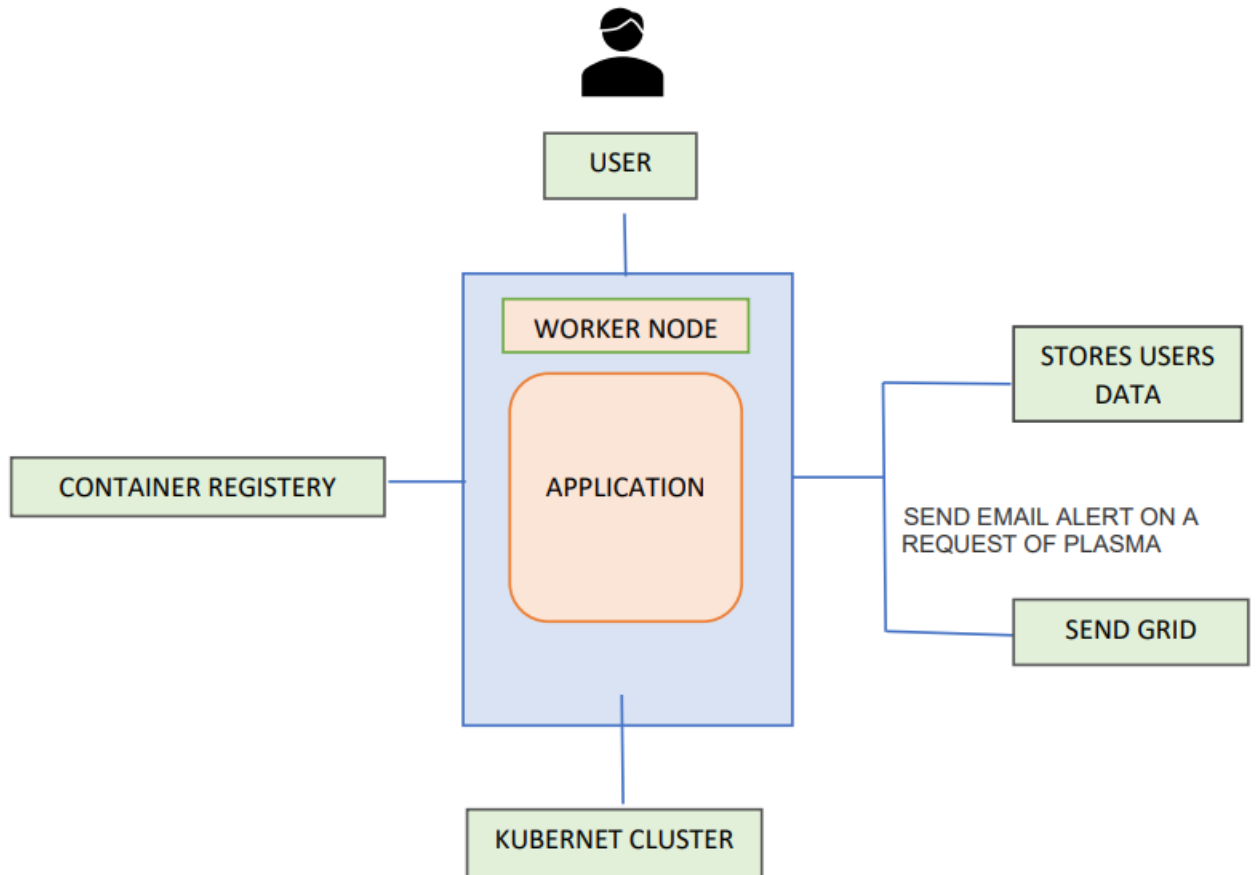 USER
WORKER NODE
STORES USERS
DATA
CONTAINER REGISTERY
APPLICATION
SEND EMAIL ALERT ON A
REQUEST OF PLASMA
SEND GRID
KUBERNET CLUSTER